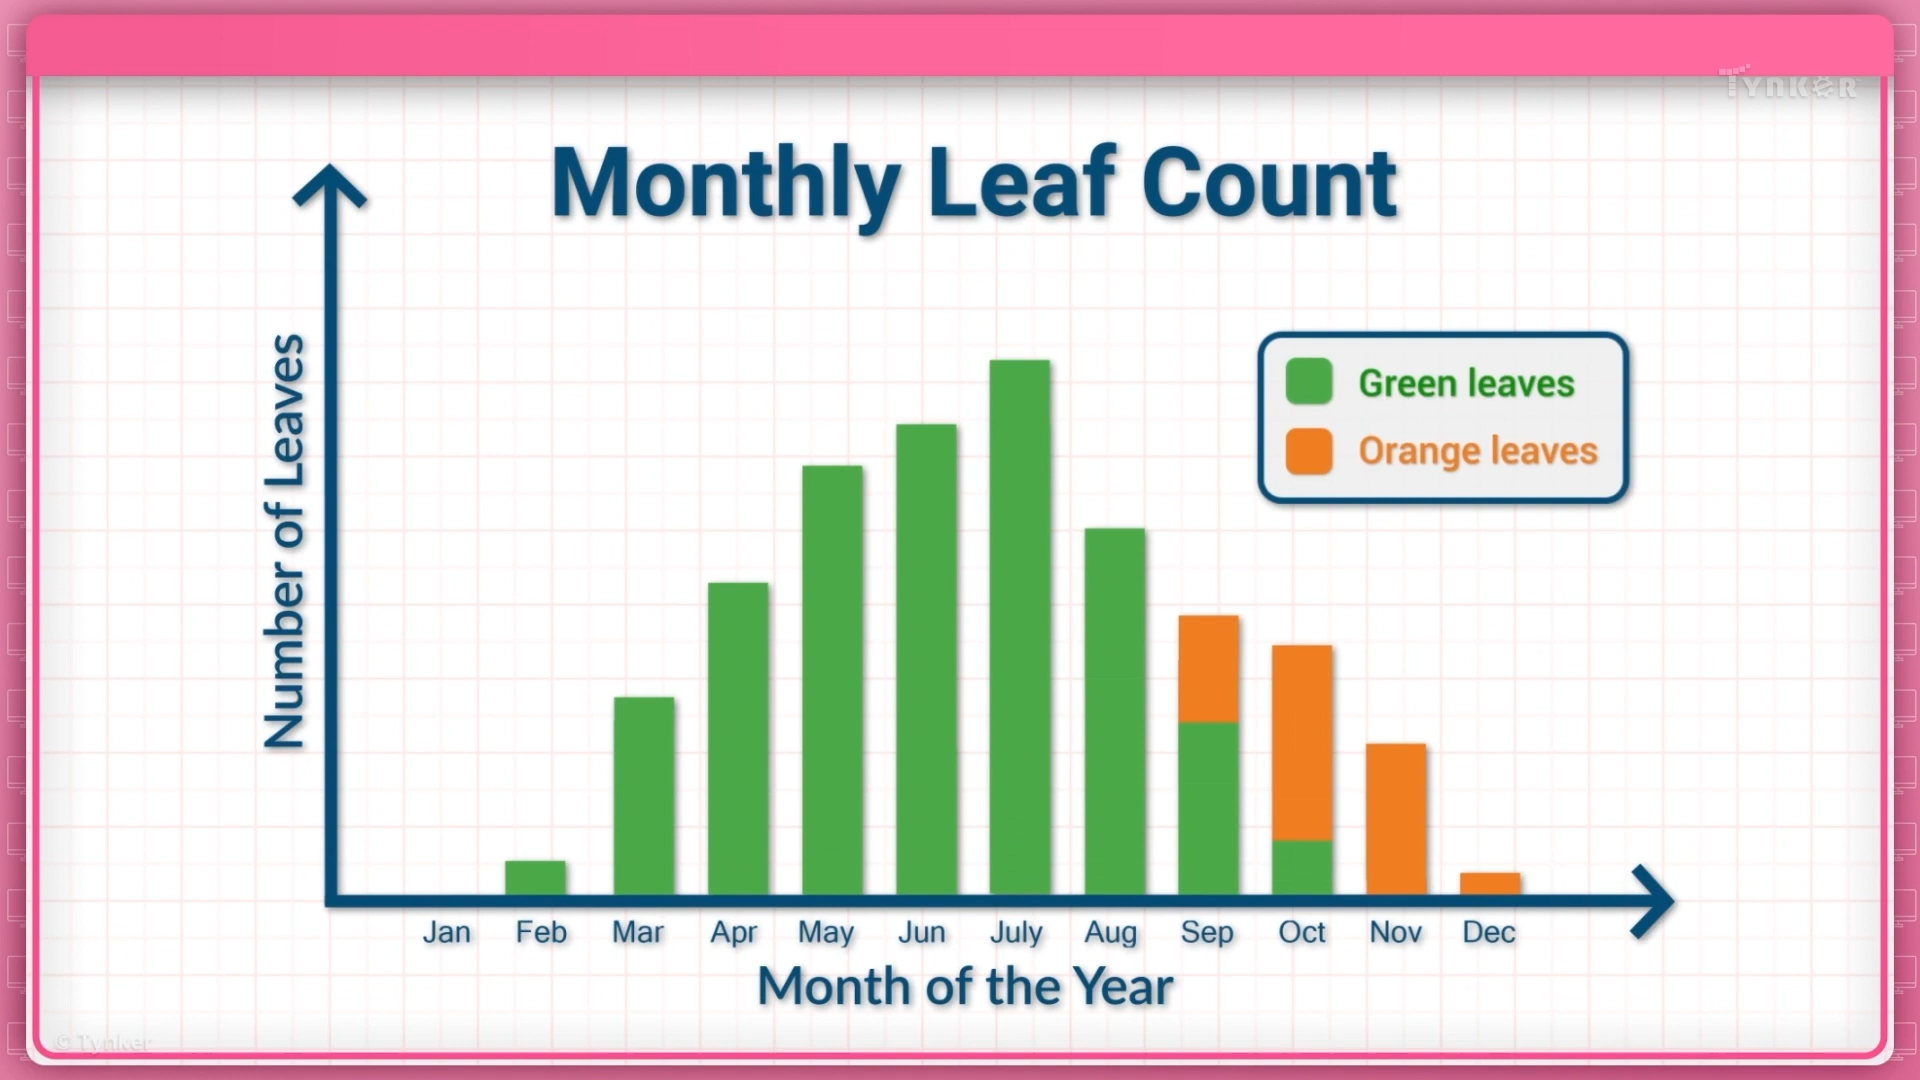 TYNKER
Monthly Leaf Count
Green leaves
Orange leaves
Number of Leaves
Jan Feb Mar Apr May Jun July Aug Sep Oct Nov Dec
Month of the Year
© Tynker